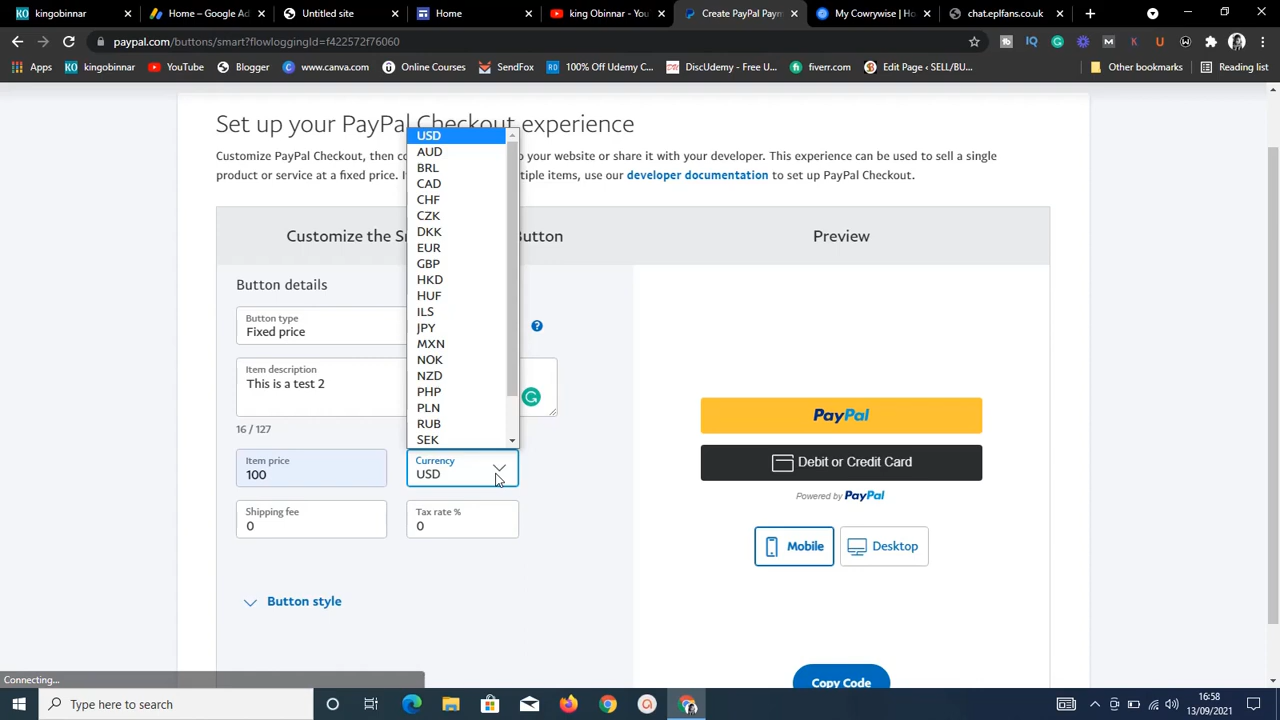 kingobinnar
Home – Google Ad
Untitled site
Home
king Obinnar - You
Create PayPal Paym
My Cowrywise | Ho
chat.eplfans.co.uk
paypal.com/buttons/smart?flowloggingId=f422572f76060
Apps
kingobinnar
YouTube
Blogger
www.canva.com
Online Courses
SendFox
100% Off Udemy C...
DiscUdemy - Free U...
fiverr.com
Edit Page ‹ SELL/BU...
Other bookmarks
Reading list
Set up your PayPal Checkout experience
Customize PayPal Checkout, then co
o your website or share it with your developer. This experience can be used to sell a single
product or service at a fixed price. I
tiple items, use our developer documentation to set up PayPal Checkout.
Customize the S
Button
Preview
Button details
Button type
Fixed price
Item description
This is a test 2
16 / 127
Item price
100
Currency
USD
Shipping fee
0
Tax rate %
0
Button style
USD
AUD
BRL
CAD
CHF
CZK
DKK
EUR
GBP
HKD
HUF
ILS
JPY
MXN
NOK
NZD
PHP
PLN
RUB
SEK
PayPal
Debit or Credit Card
Powered by PayPal
Mobile
Desktop
Copy Code
Connecting...
Type here to search
16:58
13/09/2021